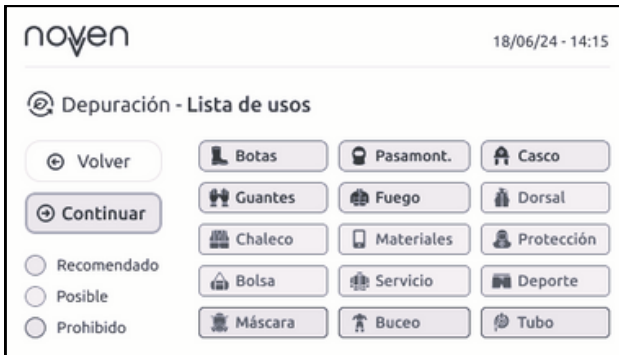 noven
18/06/24 - 14:15
Depuración - Lista de usos
Volver
Continuar
Recomendado
Posible
Prohibido
Botas Pasamont. Casco
Guantes Fuego Dorsal
Chaleco Materiales Protección
Bolsa Servicio Deporte
Máscara Buceo Tubo